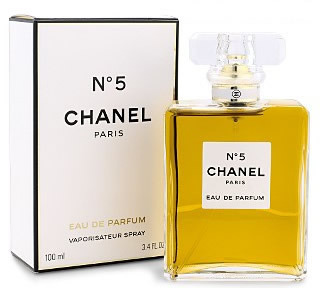 N°5
CHANEL
PARIS
EAU DE PARFUM
VAPORISATEUR SPRAY
100 ml 3.4 FL.OZ
N°5
CHANEL
PARIS
EAU DE PARFUM